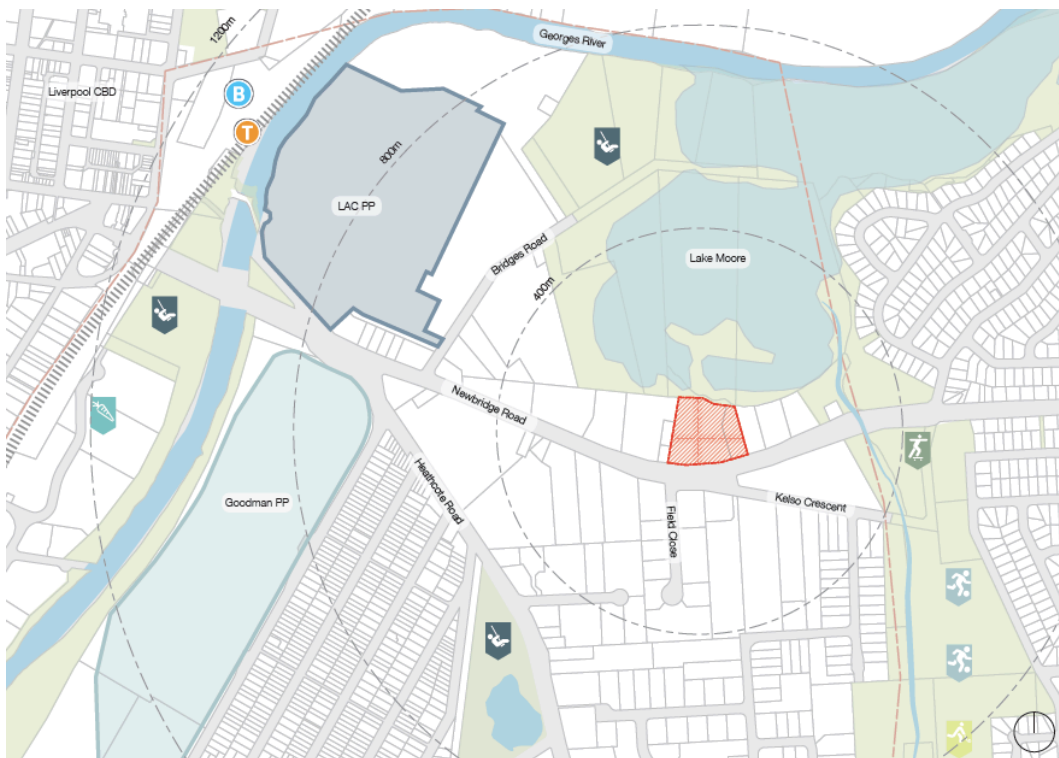 1200m
Georges River
Liverpool CBD
B
T
800m
LAC PP
Bridges Road
Lake Moore
400m
Newbridge Road
Heathcote Road
Goodman PP
Kelso Crescent
Field Close